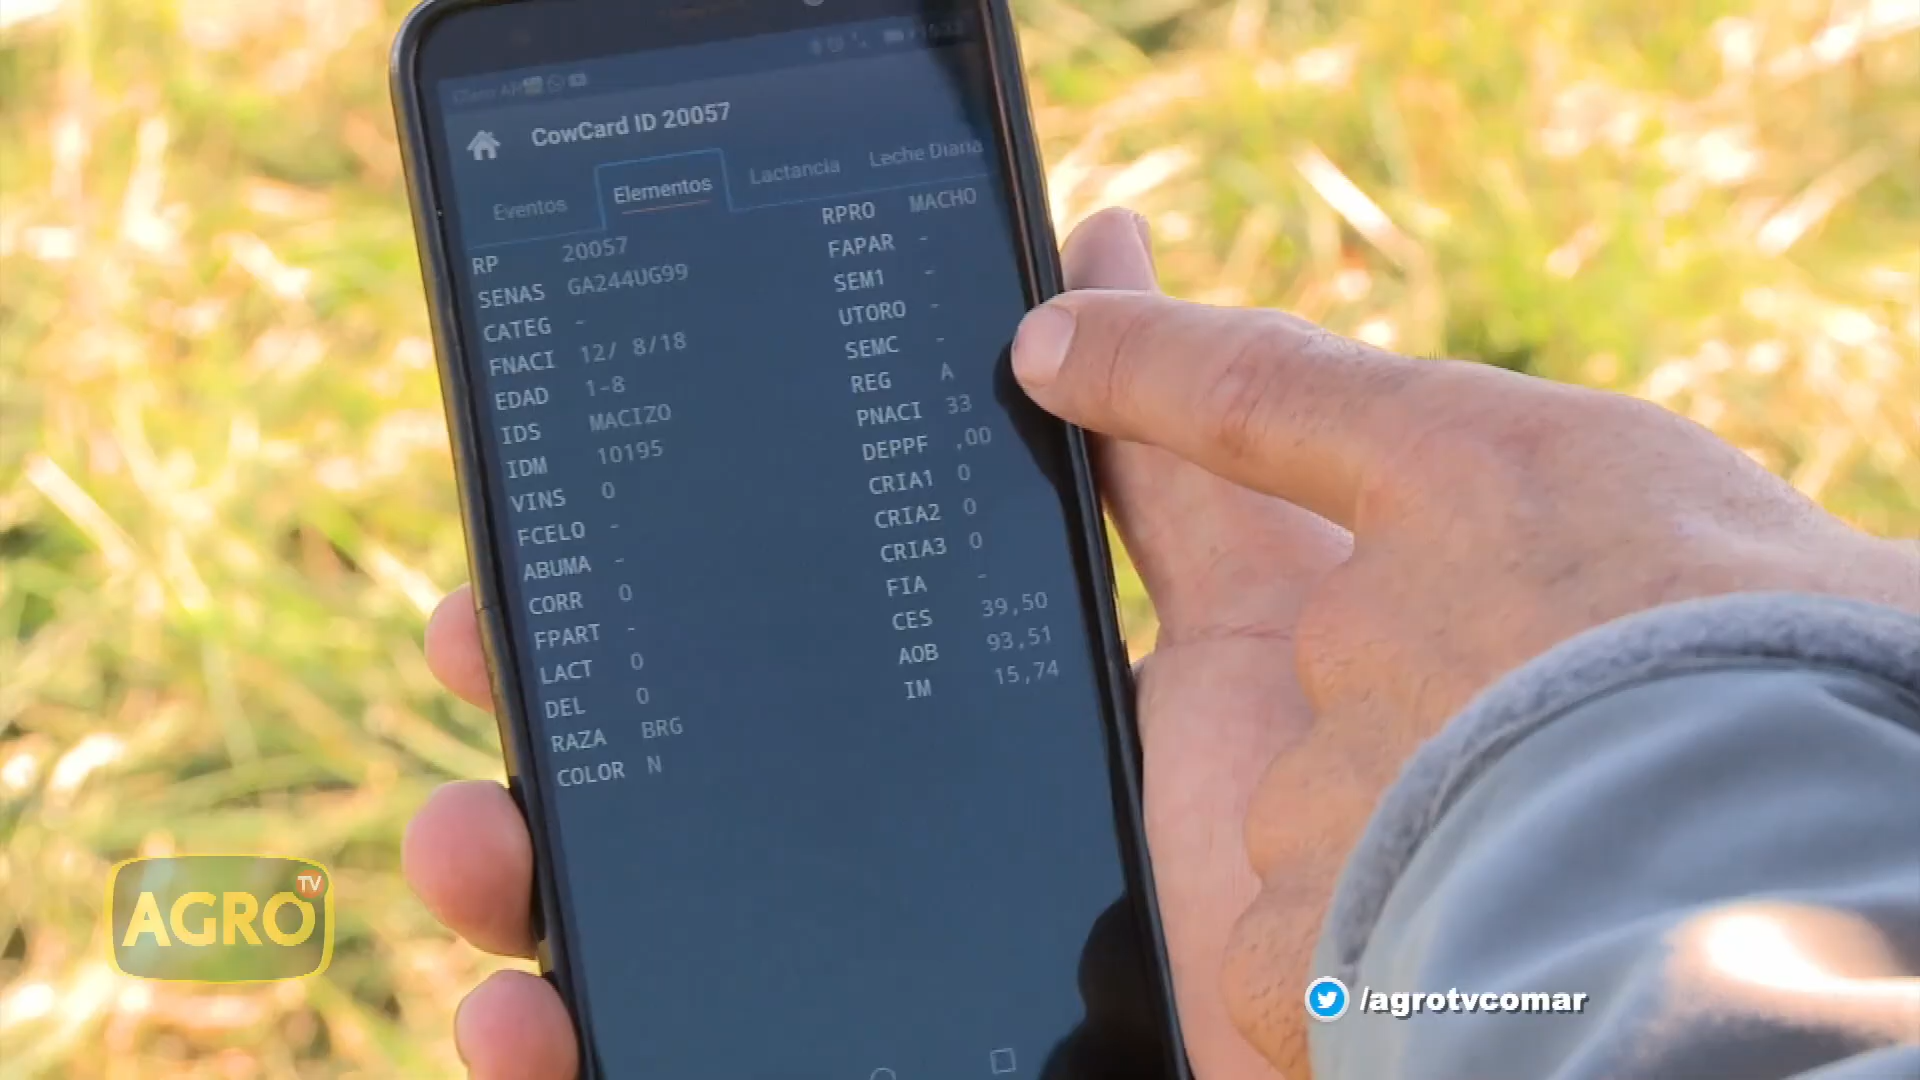 CowCard ID 20057
Eventos
Elementos
Lactancia
Leche Diaria
RP 20057
SENAS GA244UG99
CATEG -
FNACI 12/ 8/18
EDAD 1-8
IDS MACIZO
IDM 10195
VINS 0
FCELO -
ABUMA -
CORR 0
FPART -
LACT 0
DEL 0
RAZA BRG
COLOR N
RPRO MACHO
FAPAR -
SEM1 -
UTORO -
SEMC -
REG A
PNACI 33
DEPPF ,00
CRIA1 0
CRIA2 0
CRIA3 0
FIA -
CES 39,50
AOB 93,51
IM 15,74
AGRO TV
/agrotvcomar